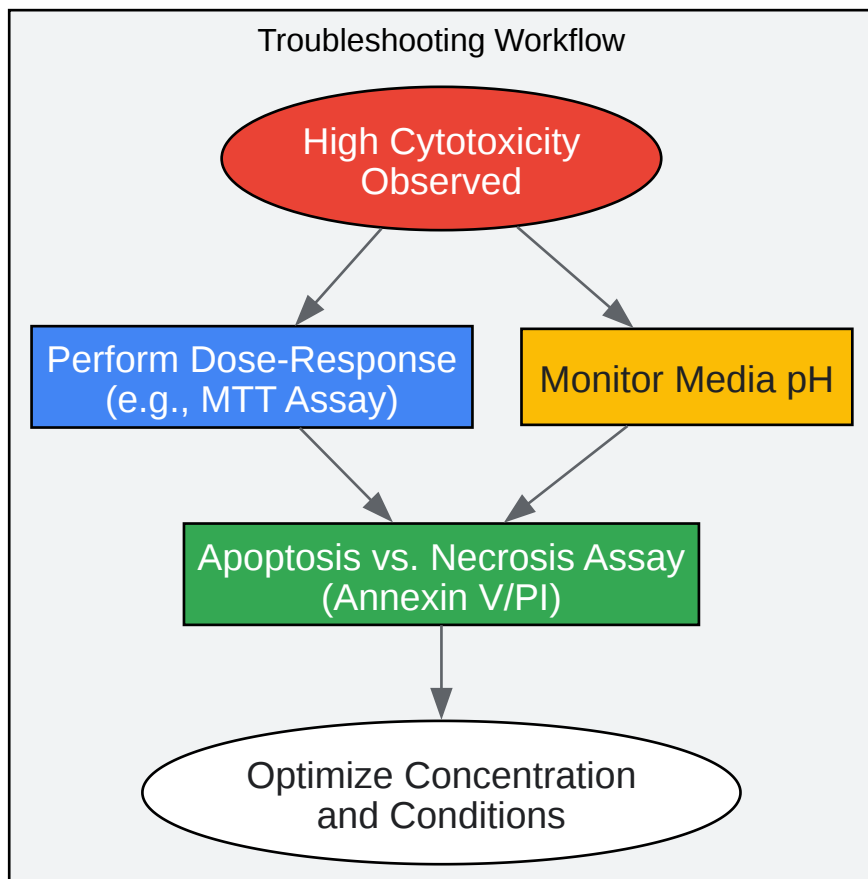 Troubleshooting Workflow
High Cytotoxicity
Observed
Perform Dose-Response
(e.g., MTT Assay)
Monitor Media pH
Apoptosis vs. Necrosis Assay
(Annexin V/PI)
Optimize Concentration
and Conditions